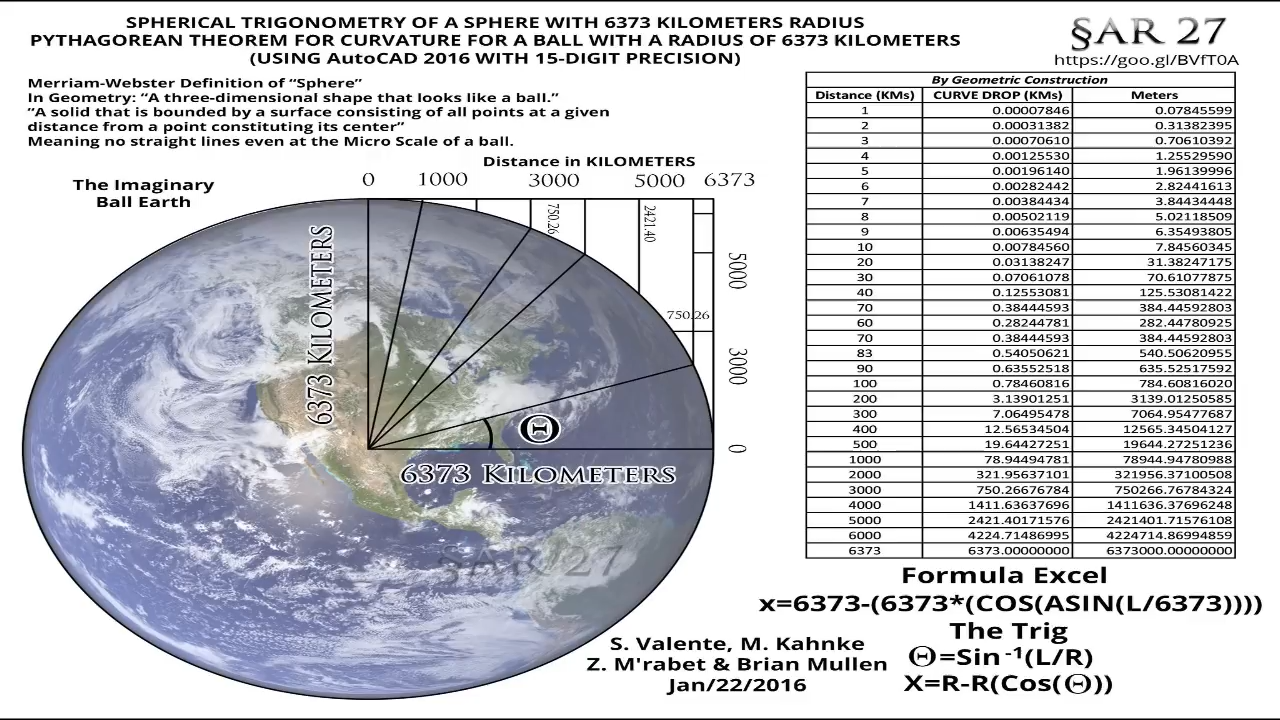 SPHERICAL TRIGONOMETRY OF A SPHERE WITH 6373 KILOMETERS RADIUS
PYTHAGOREAN THEOREM FOR CURVATURE FOR A BALL WITH A RADIUS OF 6373 KILOMETERS
(USING AutoCAD 2016 WITH 15-DIGIT PRECISION)
§AR 27
https://goo.gl/BVfT0A
Merriam-Webster Definition of “Sphere”
In Geometry: “A three-dimensional shape that looks like a ball.”
“A solid that is bounded by a surface consisting of all points at a given
distance from a point constituting its center”
Meaning no straight lines even at the Micro Scale of a ball.
Distance in KILOMETERS
0 1000 3000 5000 6373
The Imaginary
Ball Earth
6373 KILOMETERS
750.26
2421.40
5000
750.26
3000
0
Θ
6373 KILOMETERS
§AR 27
By Geometric Construction
Distance (KMs) CURVE DROP (KMs) Meters
1 0.00007846 0.07845599
2 0.00031382 0.31382395
3 0.00070610 0.70610392
4 0.00125530 1.25529590
5 0.00196140 1.96139996
6 0.00282442 2.82441613
7 0.00384434 3.84434448
8 0.00502119 5.02118509
9 0.00635494 6.35493805
10 0.00784560 7.84560345
20 0.03138247 31.38247175
30 0.07061078 70.61077875
40 0.12553081 125.53081422
70 0.38444593 384.44592803
60 0.28244781 282.44780925
70 0.38444593 384.44592803
83 0.54050621 540.50620955
90 0.63552518 635.52517592
100 0.78460816 784.60816020
200 3.13901251 3139.01250585
300 7.06495478 7064.95477687
400 12.56534504 12565.34504127
500 19.64427251 19644.27251236
1000 78.94494781 78944.94780988
2000 321.95637101 321956.37100508
3000 750.26676784 750266.76784324
4000 1411.63637696 1411636.37696248
5000 2421.40171576 2421401.71576108
6000 4224.71486995 4224714.86994859
6373 6373.00000000 6373000.00000000
Formula Excel
x=6373-(6373*(COS(ASIN(L/6373))))
The Trig
Θ=Sin⁻¹(L/R)
X=R-R(Cos(Θ))
S. Valente, M. Kahnke
Z. M'rabet & Brian Mullen
Jan/22/2016